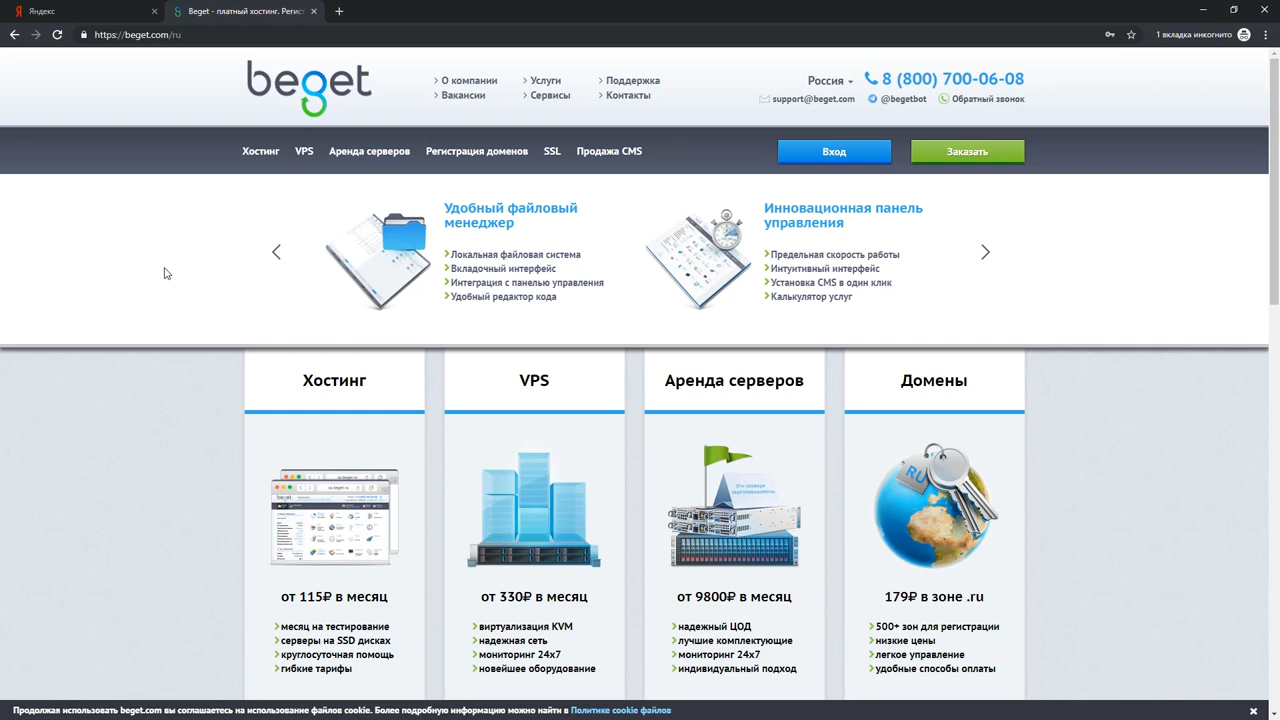 Яндекс
Beget - платный хостинг. Регист
https://beget.com/ru
1 вкладка инкогнито
beget
О компании
Услуги
Поддержка
Вакансии
Сервисы
Контакты
Россия
8 (800) 700-06-08
support@beget.com
@begetbot
Обратный звонок
Хостинг
VPS
Аренда серверов
Регистрация доменов
SSL
Продажа CMS
Вход
Заказать
Удобный файловый
менеджер
Локальная файловая система
Вкладочный интерфейс
Интеграция с панелью управления
Удобный редактор кода
Инновационная панель
управления
Предельная скорость работы
Интуитивный интерфейс
Установка CMS в один клик
Калькулятор услуг
Хостинг
от 115₽ в месяц
месяц на тестирование
серверы на SSD дисках
круглосуточная помощь
гибкие тарифы
VPS
от 330₽ в месяц
виртуализация KVM
надежная сеть
мониторинг 24x7
новейшее оборудование
Аренда серверов
от 9800₽ в месяц
надежный ЦОД
лучшие комплектующие
мониторинг 24x7
индивидуальный подход
Домены
RU
179₽ в зоне .ru
500+ зон для регистрации
низкие цены
легкое управление
удобные способы оплаты
Продолжая использовать beget.com вы соглашаетесь на использование файлов cookie. Более подробную информацию можно найти в Политике cookie файлов